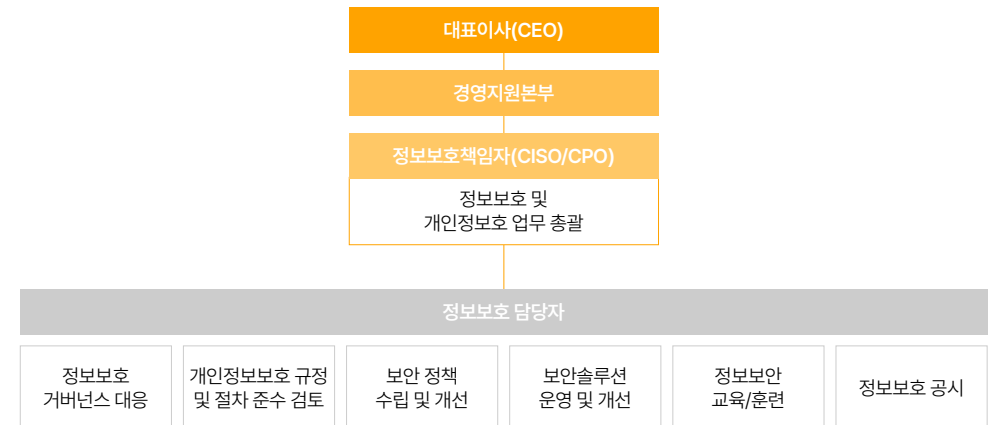 대표이사(CEO)
경영지원본부
정보보호책임자(CISO/CPO)
정보보호 및
개인정보호 업무 총괄
정보보호 담당자
정보보호
거버넌스 대응
개인정보보호 규정
및 절차 준수 검토
보안 정책
수립 및 개선
보안솔루션
운영 및 개선
정보보안
교육/훈련
정보보호 공시